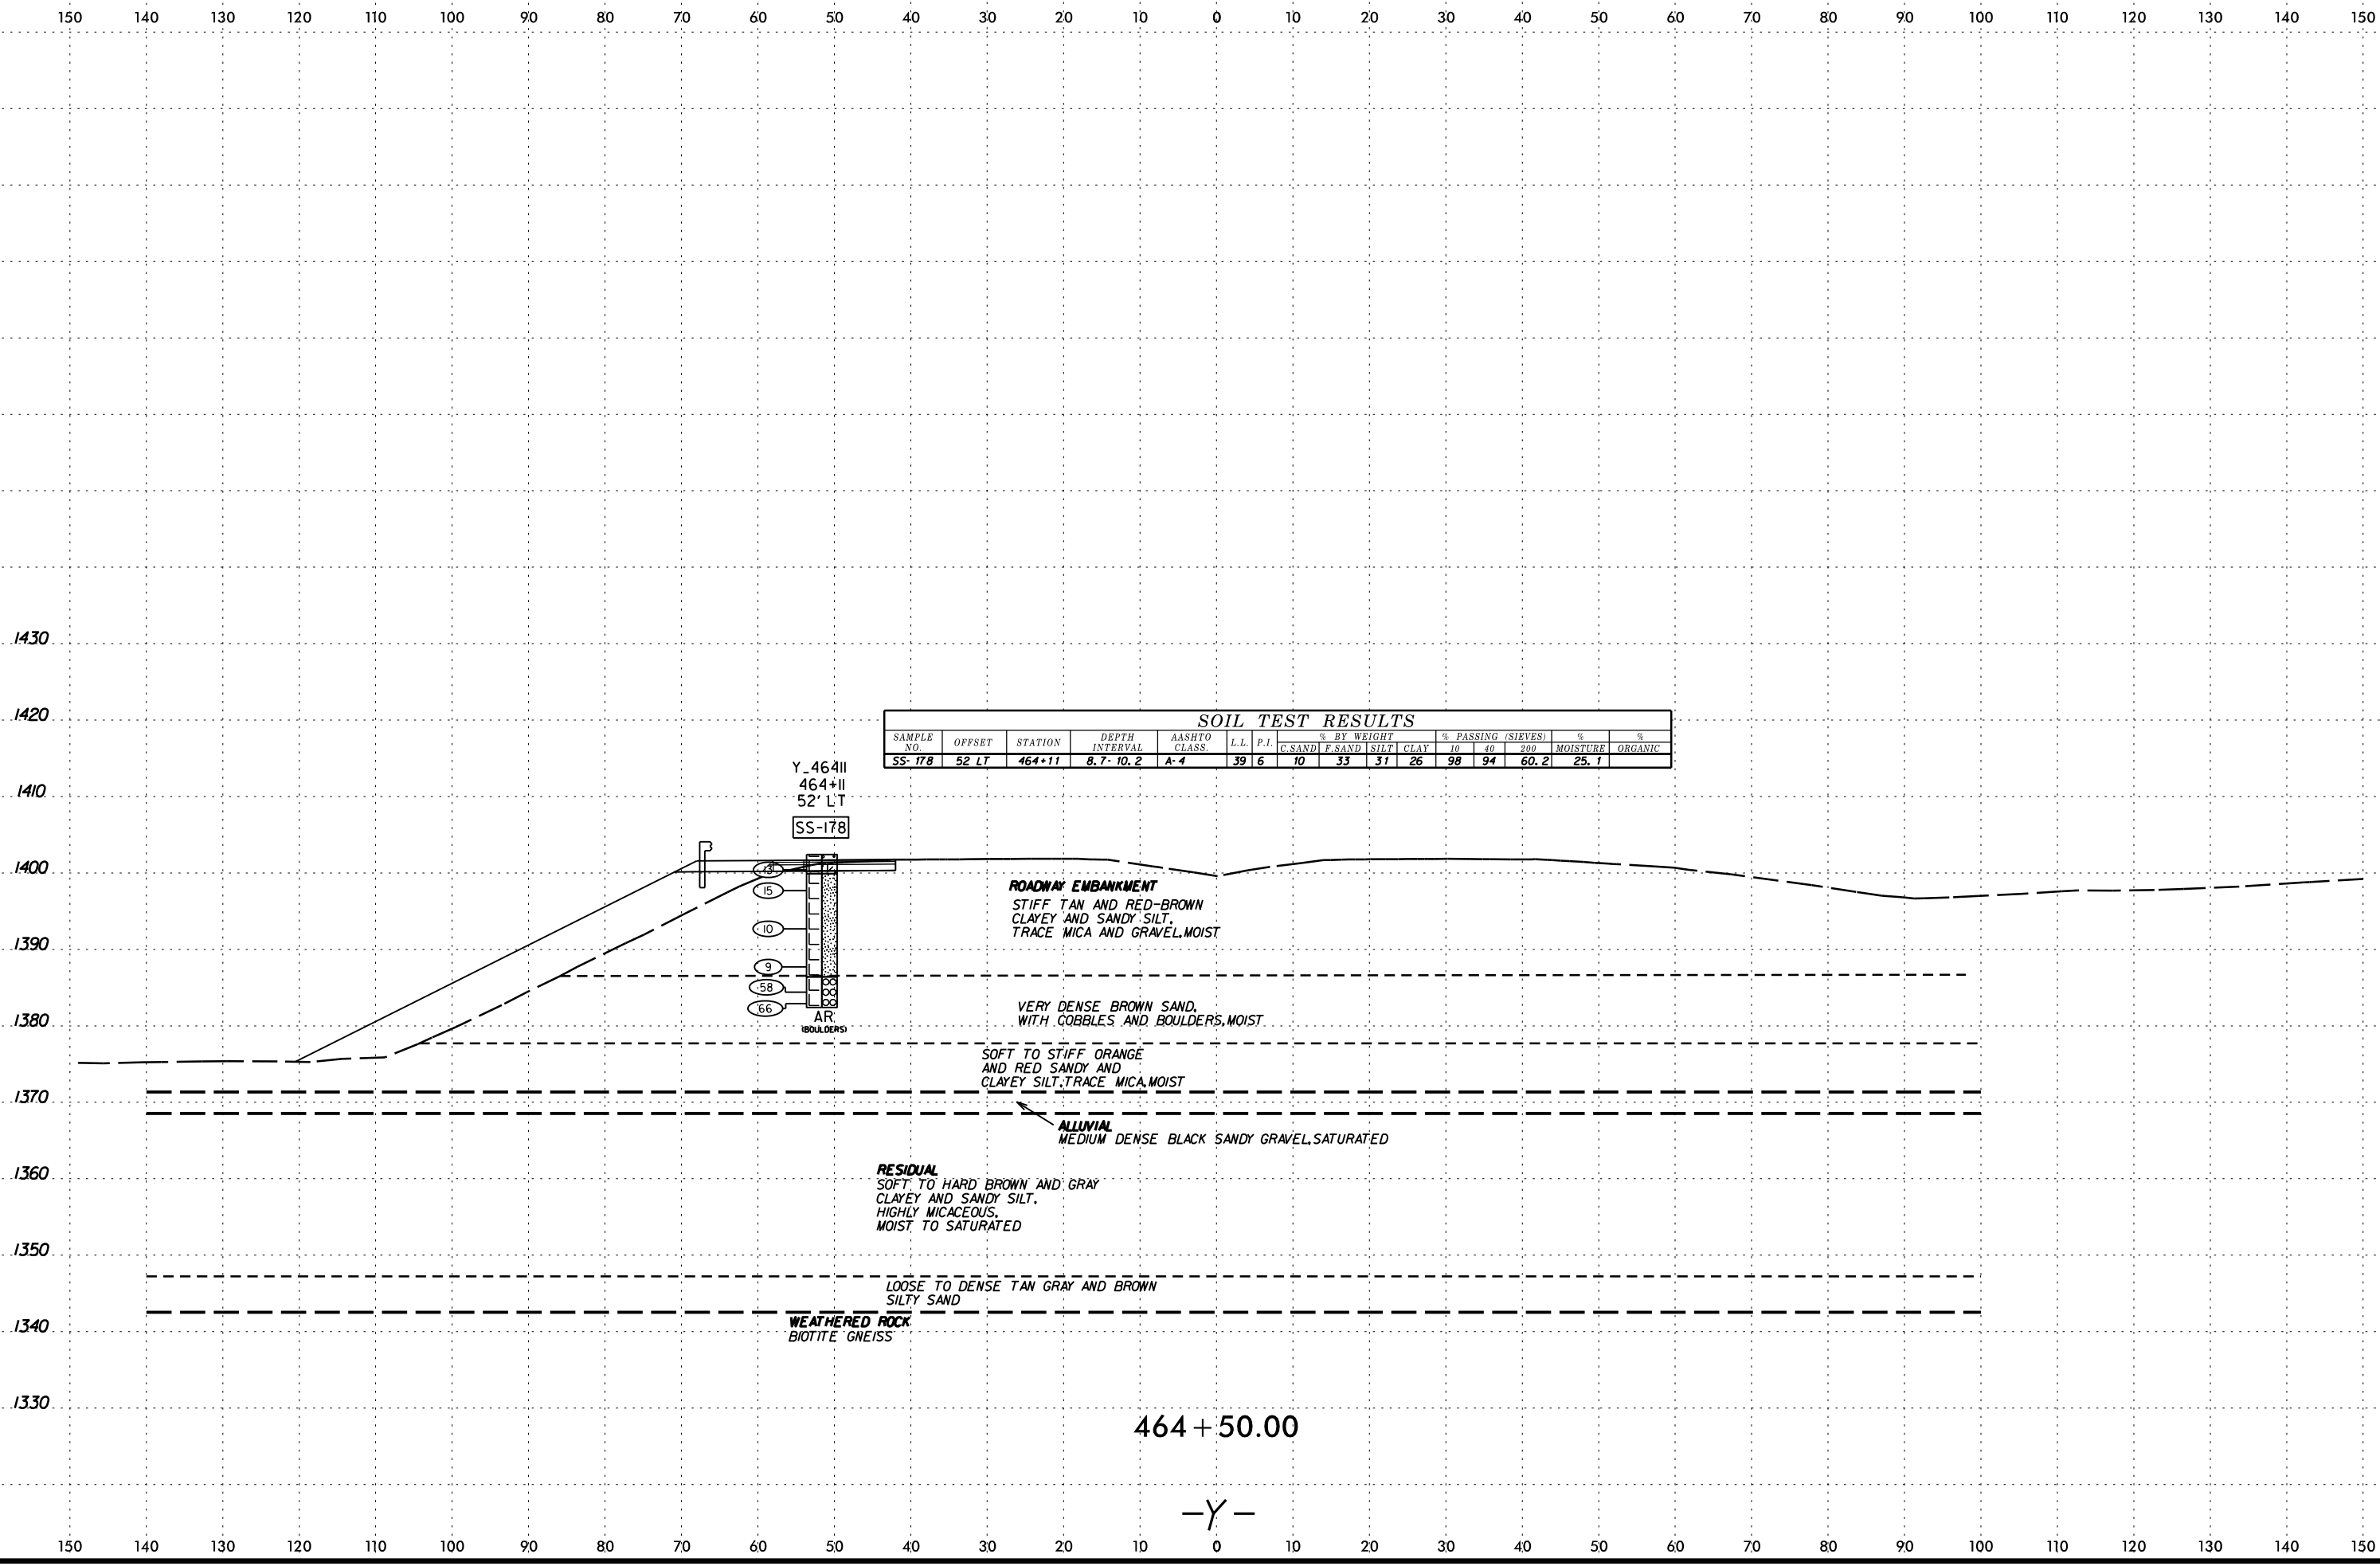 150 140 130 120 110 100 90 80 70 60 50 40 30 20 10 0 10 20 30 40 50 60 70 80 90 100 110 120 130 140 150
1430
1420
SOIL TEST RESULTS
SAMPLE NO. OFFSET STATION DEPTH INTERVAL AASHTO CLASS. L.L. P.I. % BY WEIGHT % PASSING (SIEVES) % MOISTURE % ORGANIC
C.SAND F.SAND SILT CLAY 10 40 200
SS-178 52 LT 464+11 8.7-10.2 A-4 39 6 10 33 31 26 98 94 60.2 25.1
Y_46411
464+11
52' LT
1410
SS-178
1400
ROADWAY EMBANKMENT
15
STIFF TAN AND RED-BROWN
CLAYEY AND SANDY SILT,
TRACE MICA AND GRAVEL, MOIST
10
1390
9
58
66
VERY DENSE BROWN SAND,
WITH COBBLES AND BOULDERS, MOIST
AR
(BOULDERS)
1380
SOFT TO STIFF ORANGE
AND RED SANDY AND
CLAYEY SILT, TRACE MICA, MOIST
1370
ALLUVIAL
MEDIUM DENSE BLACK SANDY GRAVEL, SATURATED
1360
RESIDUAL
SOFT TO HARD BROWN AND GRAY
CLAYEY AND SANDY SILT,
HIGHLY MICACEOUS,
MOIST TO SATURATED
1350
LOOSE TO DENSE TAN GRAY AND BROWN
SILTY SAND
1340
WEATHERED ROCK
BIOTITE GNEISS
1330
464+50.00
-Y-
150 140 130 120 110 100 90 80 70 60 50 40 30 20 10 0 10 20 30 40 50 60 70 80 90 100 110 120 130 140 150